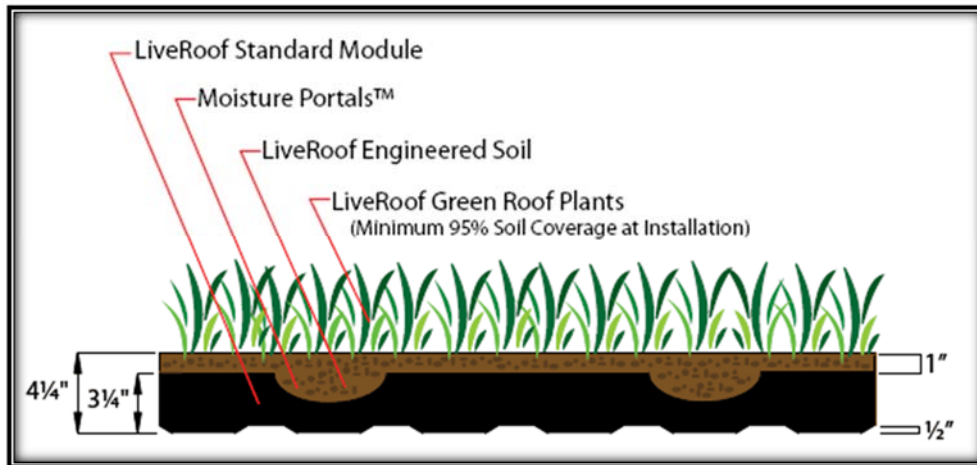 LiveRoof Standard Module
Moisture Portals™
LiveRoof Engineered Soil
LiveRoof Green Roof Plants
(Minimum 95% Soil Coverage at Installation)
4¼"
3¼"
1"
½"